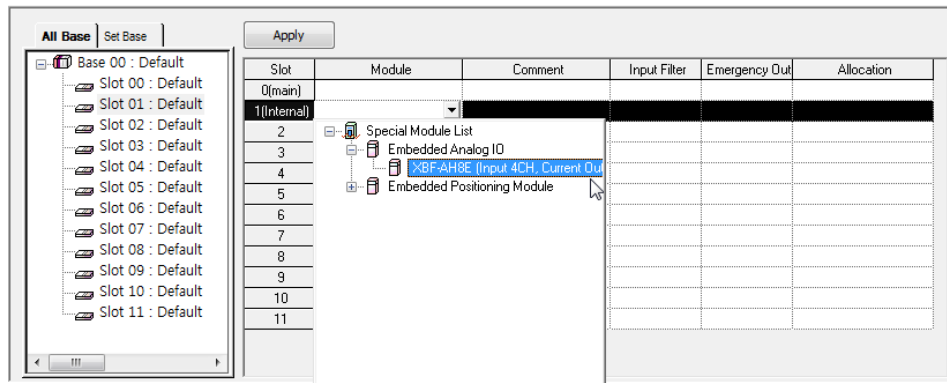 All Base Set Base
Apply
Base 00 : Default
Slot 00 : Default
Slot 01 : Default
Slot 02 : Default
Slot 03 : Default
Slot 04 : Default
Slot 05 : Default
Slot 06 : Default
Slot 07 : Default
Slot 08 : Default
Slot 09 : Default
Slot 10 : Default
Slot 11 : Default
Slot Module Comment Input Filter Emergency Out Allocation
0(main)
1(Internal)
2
3
4
5
6
7
8
9
10
11
Special Module List
Embedded Analog IO
XBF-AH8E (Input 4CH, Current Ou
Embedded Positioning Module